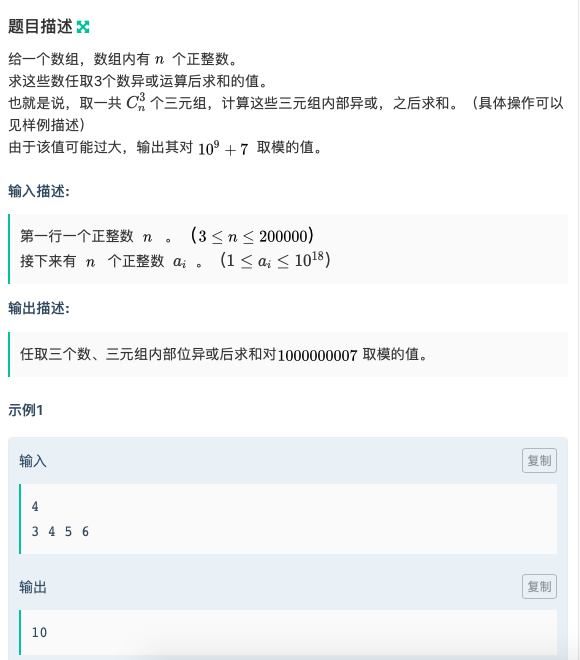 题目描述
给一个数组，数组内有 n 个正整数。
求这些数任取3个数异或运算后求和的值。
也就是说，取一共 C_n^3 个三元组，计算这些三元组内部异或，之后求和。（具体操作可以
见样例描述）
由于该值可能过大，输出其对 10^9 + 7 取模的值。
输入描述:
第一行一个正整数 n 。（3 ≤ n ≤ 200000）
接下来有 n 个正整数 a_i 。（1 ≤ a_i ≤ 10^18）
输出描述:
任取三个数、三元组内部位异或后求和对1000000007 取模的值。
示例1
输入 复制
4
3 4 5 6
输出 复制
10